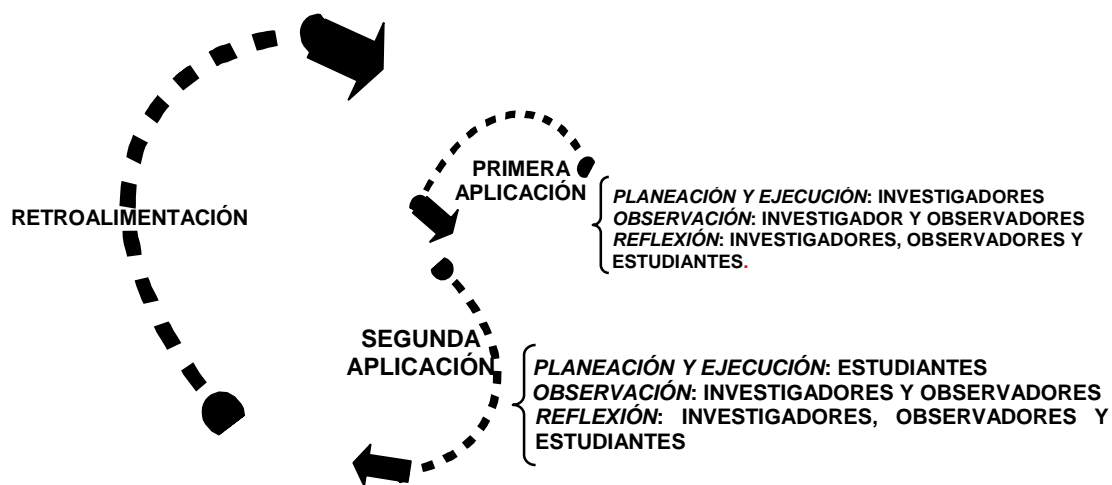 PRIMERA
APLICACIÓN
PLANEACIÓN Y EJECUCIÓN: INVESTIGADORES
OBSERVACIÓN: INVESTIGADOR Y OBSERVADORES
REFLEXIÓN: INVESTIGADORES, OBSERVADORES Y
ESTUDIANTES.
RETROALIMENTACIÓN
SEGUNDA
APLICACIÓN
PLANEACIÓN Y EJECUCIÓN: ESTUDIANTES
OBSERVACIÓN: INVESTIGADORES Y OBSERVADORES
REFLEXIÓN: INVESTIGADORES, OBSERVADORES Y
ESTUDIANTES